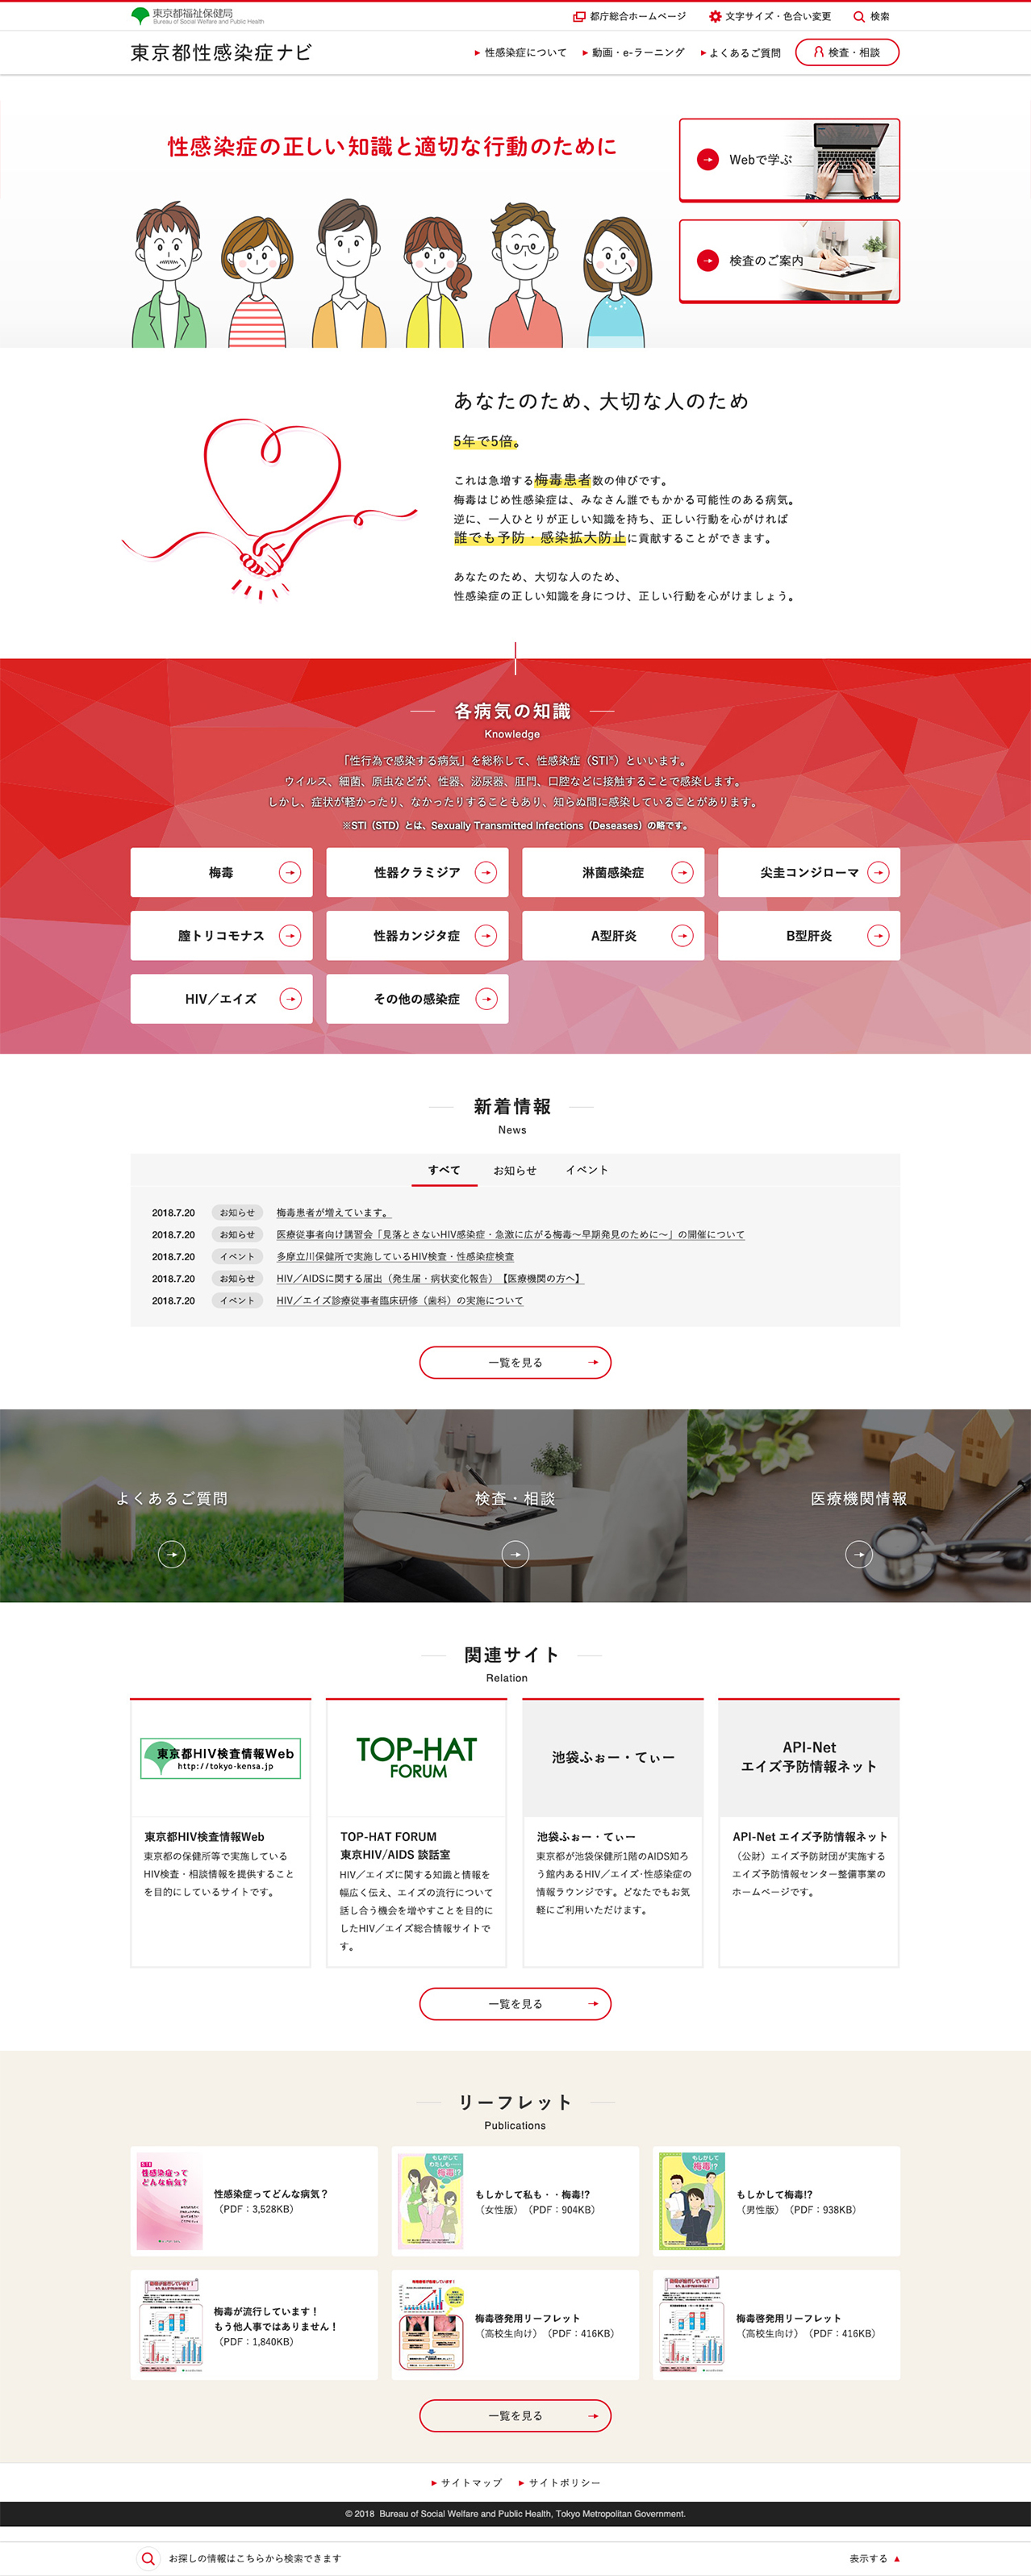 東京都福祉保健局
Bureau of Social Welfare and Public Health
都庁総合ホームページ
文字サイズ・色合い変更
検索
東京都性感染症ナビ
性感染症について
動画・e-ラーニング
よくあるご質問
検査・相談
性感染症の正しい知識と適切な行動のために
Webで学ぶ
検査のご案内
あなたのため、大切な人のため
5年で5倍。
これは急増する梅毒患者数の伸びです。
梅毒はじめ性感染症は、みなさん誰でもかかる可能性のある病気。
逆に、一人ひとりが正しい知識を持ち、正しい行動を心がければ
誰でも予防・感染拡大防止に貢献することができます。
あなたのため、大切な人のため、
性感染症の正しい知識を身につけ、正しい行動を心がけましょう。
各病気の知識
Knowledge
「性行為で感染する病気」を総称して、性感染症（STI※）といいます。
ウイルス、細菌、原虫などが、性器、泌尿器、肛門、口腔などに接触することで感染します。
しかし、症状が軽かったり、なかったりすることもあり、知らぬ間に感染していることがあります。
※STI（STD）とは、Sexually Transmitted Infections（Deseases）の略です。
梅毒
性器クラミジア
淋菌感染症
尖圭コンジローマ
膣トリコモナス
性器カンジタ症
A型肝炎
B型肝炎
HIV／エイズ
その他の感染症
新着情報
News
すべて
お知らせ
イベント
2018.7.20 お知らせ 梅毒患者が増えています。
2018.7.20 お知らせ 医療従事者向け講習会「見落とさないHIV感染症・急激に広がる梅毒～早期発見のために～」の開催について
2018.7.20 イベント 多摩立川保健所で実施しているHIV検査・性感染症検査
2018.7.20 お知らせ HIV／AIDSに関する届出（発生届・病状変化報告）【医療機関の方へ】
2018.7.20 イベント HIV／エイズ診療従事者臨床研修（歯科）の実施について
一覧を見る
よくあるご質問
検査・相談
医療機関情報
関連サイト
Relation
東京都HIV検査情報Web
http://tokyo-kensa.jp
東京都HIV検査情報Web
東京都の保健所等で実施している
HIV検査・相談情報を提供すること
を目的にしているサイトです。
TOP-HAT
FORUM
TOP-HAT FORUM
東京HIV/AIDS 談話室
HIV／エイズに関する知識と情報を
幅広く伝え、エイズの流行について
話し合う機会を増やすことを目的に
したHIV／エイズ総合情報サイトで
す。
池袋ふぉー・てぃー
池袋ふぉー・てぃー
東京都が池袋保健所1階のAIDS知ろ
う館内あるHIV／エイズ・性感染症の
情報ラウンジです。どなたでもお気
軽にご利用いただけます。
API-Net
エイズ予防情報ネット
API-Net エイズ予防情報ネット
（公財）エイズ予防財団が実施する
エイズ予防情報センター整備事業の
ホームページです。
一覧を見る
リーフレット
Publications
STI
性感染症って
どんな病気?
性感染症ってどんな病気？
（PDF：3,528KB）
もしかして
わたしも……
梅毒!?
もしかして私も・・梅毒!?
（女性版）（PDF：904KB）
もしかして
梅毒!?
もしかして梅毒!?
（男性版）（PDF：938KB）
梅毒が流行しています！
もう他人事ではありません！
（PDF：1,840KB）
梅毒啓発用リーフレット
（高校生向け）（PDF：416KB）
梅毒啓発用リーフレット
（高校生向け）（PDF：416KB）
一覧を見る
サイトマップ
サイトポリシー
© 2018 Bureau of Social Welfare and Public Health, Tokyo Metropolitan Government.
お探しの情報はこちらから検索できます
表示する